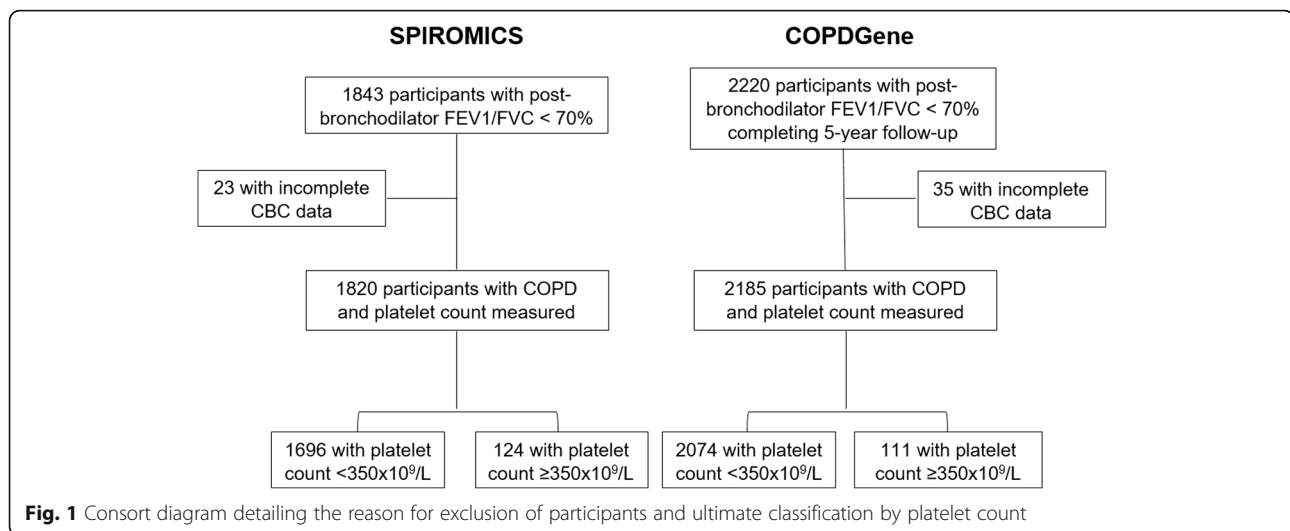 SPIROMICS
1843 participants with post-
bronchodilator FEV1/FVC < 70%
23 with incomplete
CBC data
1820 participants with COPD
and platelet count measured
1696 with platelet
count <350x10⁹/L
124 with platelet
count ≥350x10⁹/L
COPDGene
2220 participants with post-
bronchodilator FEV1/FVC < 70%
completing 5-year follow-up
35 with incomplete
CBC data
2185 participants with COPD
and platelet count measured
2074 with platelet
count <350x10⁹/L
111 with platelet
count ≥350x10⁹/L
Fig. 1 Consort diagram detailing the reason for exclusion of participants and ultimate classification by platelet count